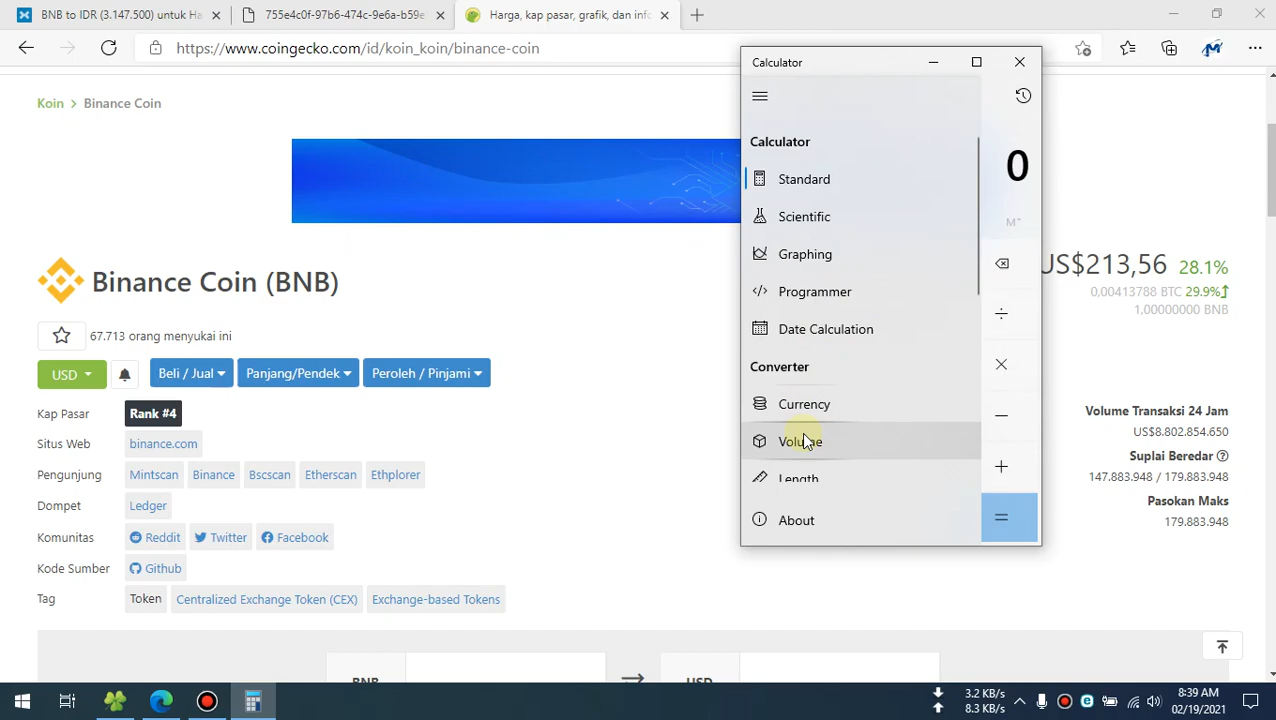 BNB to IDR (3.147.500) untuk Ha
755e4c0f-97b6-474c-9e6a-b59e
Harga, kap pasar, grafik, dan info
https://www.coingecko.com/id/koin_koin/binance-coin
Koin > Binance Coin
Binance Coin (BNB)
67.713 orang menyukai ini
USD
Beli / Jual
Panjang/Pendek
Peroleh / Pinjami
Kap Pasar
Rank #4
Situs Web
binance.com
Pengunjung
Mintscan
Binance
Bscscan
Etherscan
Ethplorer
Dompet
Ledger
Komunitas
Reddit
Twitter
Facebook
Kode Sumber
Github
Tag
Token
Centralized Exchange Token (CEX)
Exchange-based Tokens
BNB
USD
Calculator
0
M
Calculator
Standard
Scientific
Graphing
Programmer
Date Calculation
Converter
Currency
Volume
Length
About
US$213,56 28.1%
0,00413788 BTC 29.9%
1,00000000 BNB
Volume Transaksi 24 Jam
US$8.802.854.650
Suplai Beredar
147.883.948 / 179.883.948
Pasokan Maks
179.883.948
3.2 KB/s
8.3 KB/s
8:39 AM
02/19/2021